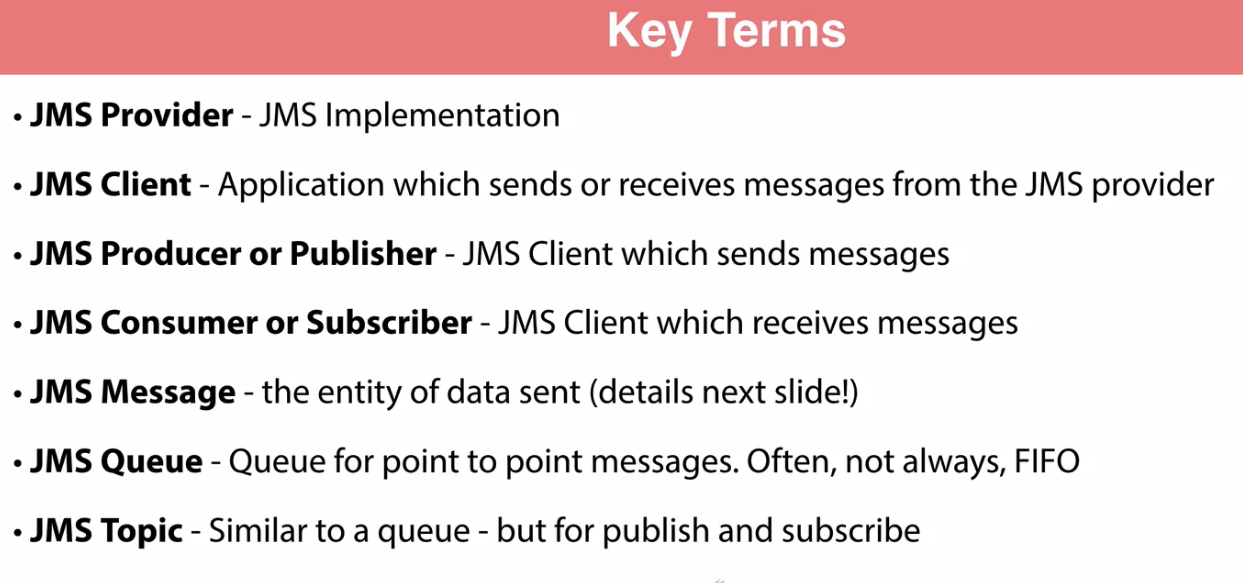 Key Terms
• JMS Provider - JMS Implementation
• JMS Client - Application which sends or receives messages from the JMS provider
• JMS Producer or Publisher - JMS Client which sends messages
• JMS Consumer or Subscriber - JMS Client which receives messages
• JMS Message - the entity of data sent (details next slide!)
• JMS Queue - Queue for point to point messages. Often, not always, FIFO
• JMS Topic - Similar to a queue - but for publish and subscribe